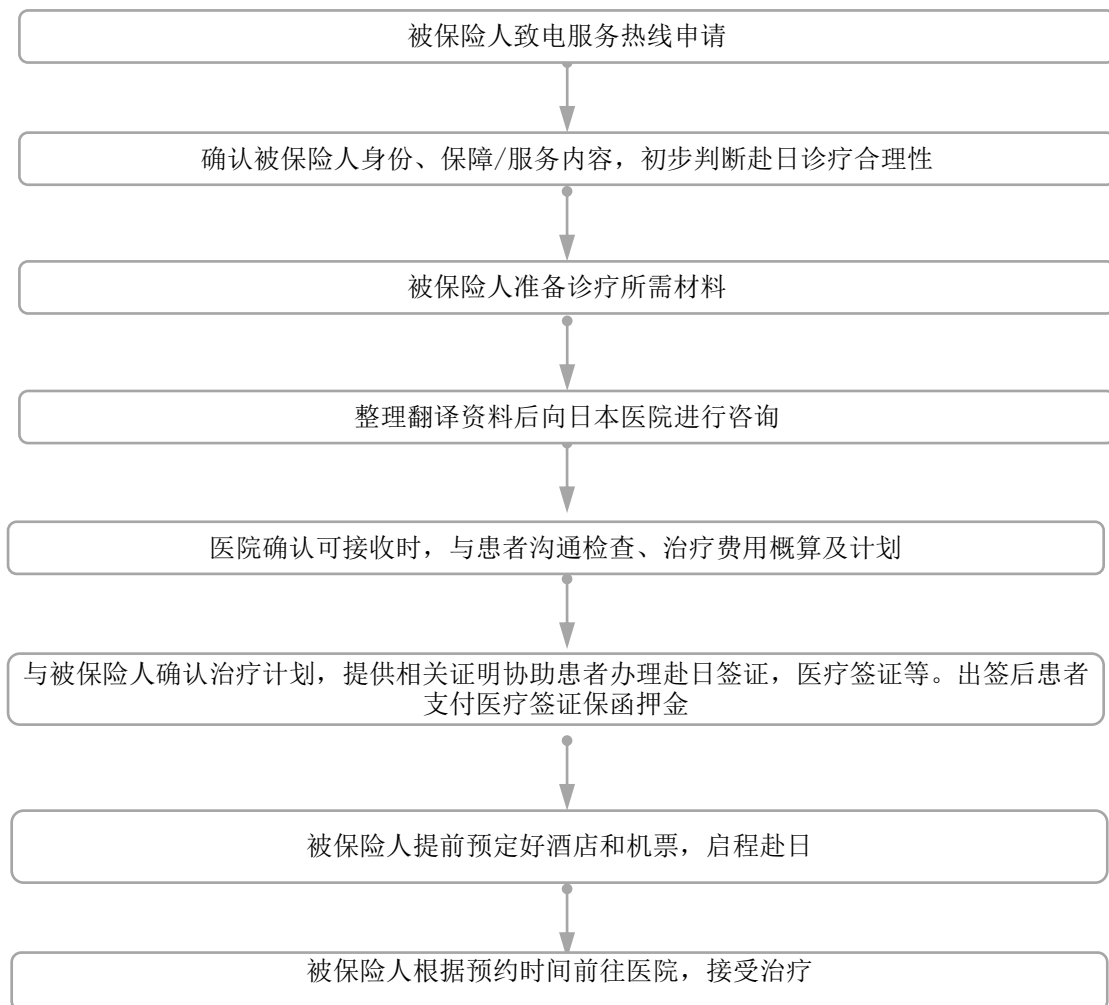 被保险人致电服务热线申请
确认被保险人身份、保障/服务内容，初步判断赴日诊疗合理性
被保险人准备诊疗所需材料
整理翻译资料后向日本医院进行咨询
医院确认可接收时，与患者沟通检查、治疗费用概算及计划
与被保险人确认治疗计划，提供相关证明协助患者办理赴日签证，医疗签证等。出签后患者
支付医疗签证保函押金
被保险人提前预定好酒店和机票，启程赴日
被保险人根据预约时间前往医院，接受治疗